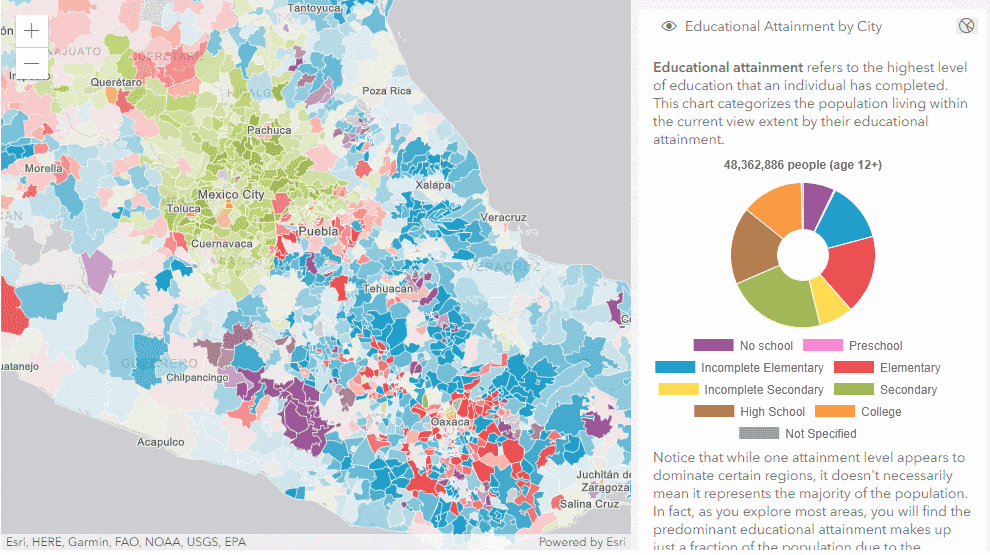 Tantoyuca
ón
+
NAJUATO
QUERÉTARO
−
Querétaro
Poza Rica
HIDALGO
Pachuca
Morelia
Xalapa
Mexico City
Toluca
Veracruz
Puebla
Cuernavaca
VERACRUZ
Tehuacán
GUERRERO
uatanejo
Chilpancingo
Oaxaca
Acapulco
Juchitán de
Zaragoza
Salina Cruz
Esri, HERE, Garmin, FAO, NOAA, USGS, EPA
Powered by Esri
Educational Attainment by City
Educational attainment refers to the highest level
of education that an individual has completed.
This chart categorizes the population living within
the current view extent by their educational
attainment.
48,362,886 people (age 12+)
No school
Preschool
Incomplete Elementary
Elementary
Incomplete Secondary
Secondary
High School
College
Not Specified
Notice that while one attainment level appears to
dominate certain regions, it doesn't necessarily
mean it represents the majority of the population.
In fact, as you explore most areas, you will find the
predominant educational attainment makes up
just a fraction of the population due to the